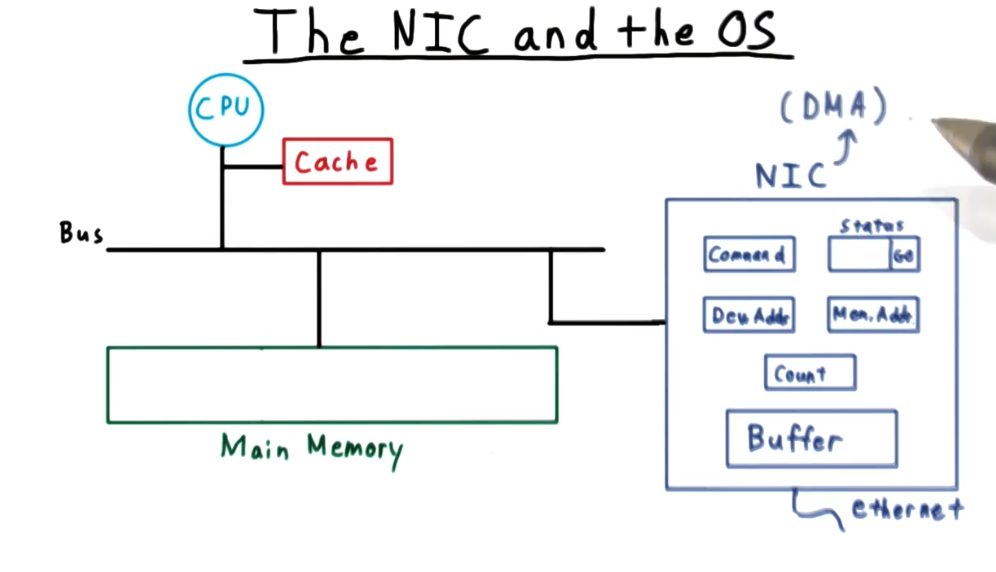 The NIC and the OS
CPU
(DMA)
Cache
NIC
Bus
Status
Command
GO
Dev. Addr
Mem. Addr
Count
Buffer
Main Memory
ethernet